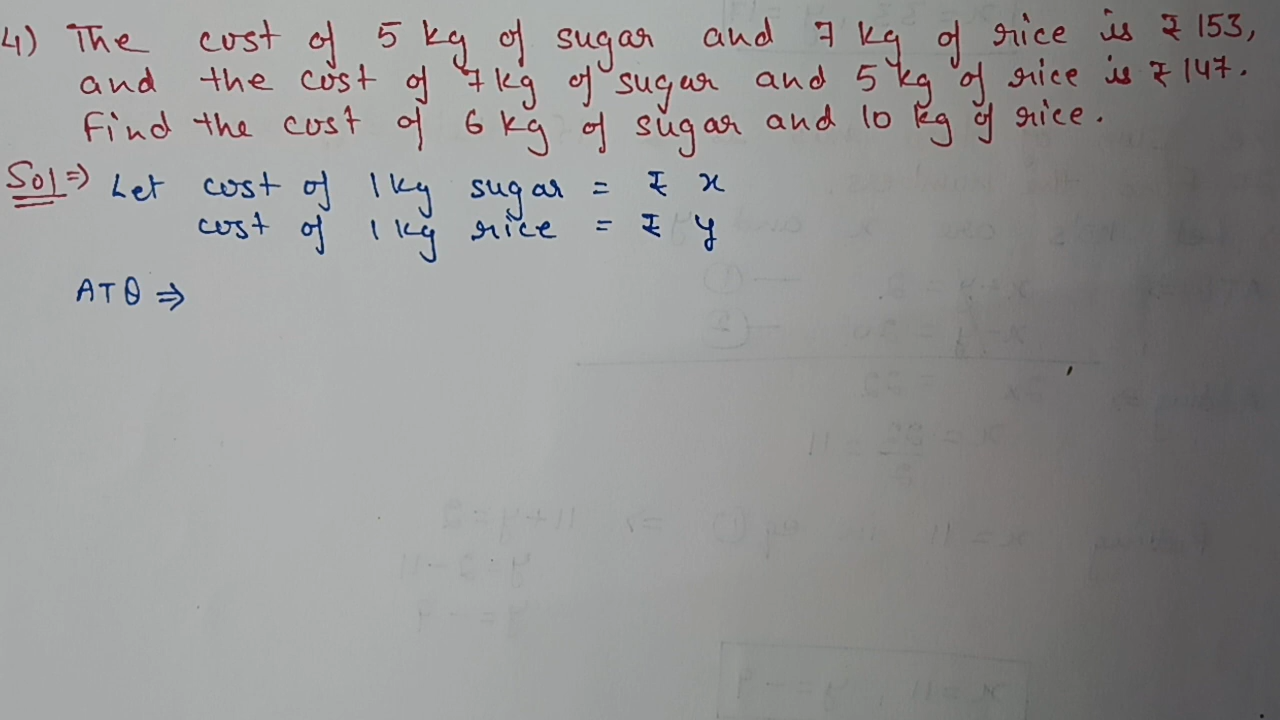 4) The cost of 5 kg of sugar and 7 kg of rice is ₹ 153,
and the cost of 7 kg of sugar and 5 kg of rice is ₹ 147.
Find the cost of 6 kg of sugar and 10 kg of rice.
Sol ⇒ Let cost of 1 kg sugar = ₹ x
cost of 1 kg rice = ₹ y
ATQ ⇒